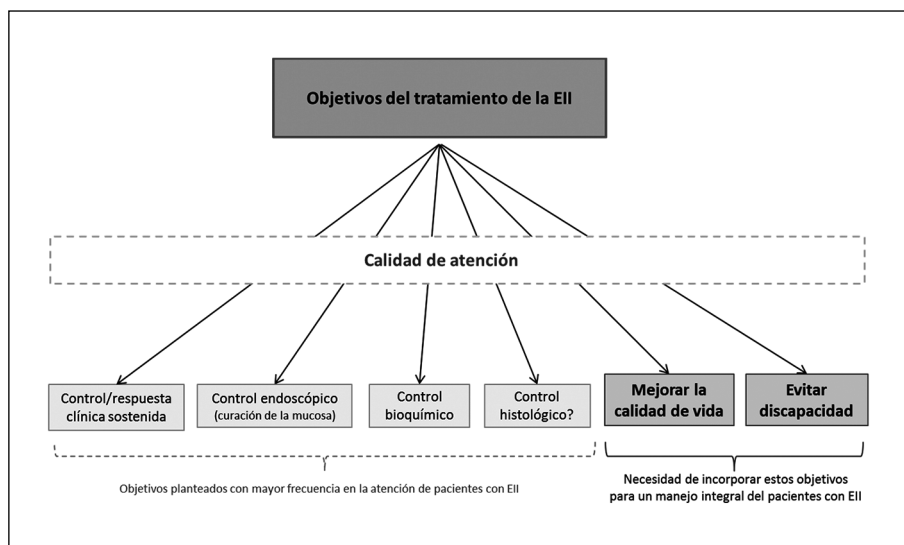 Objetivos del tratamiento de la EII
Calidad de atención
Control/respuesta
clínica sostenida
Control endoscópico
(curación de la mucosa)
Control
bioquímico
Control
histológico?
Mejorar la
calidad de vida
Evitar
discapacidad
Objetivos planteados con mayor frecuencia en la atención de pacientes con EII
Necesidad de incorporar estos objetivos
para un manejo integral del pacientes con EII